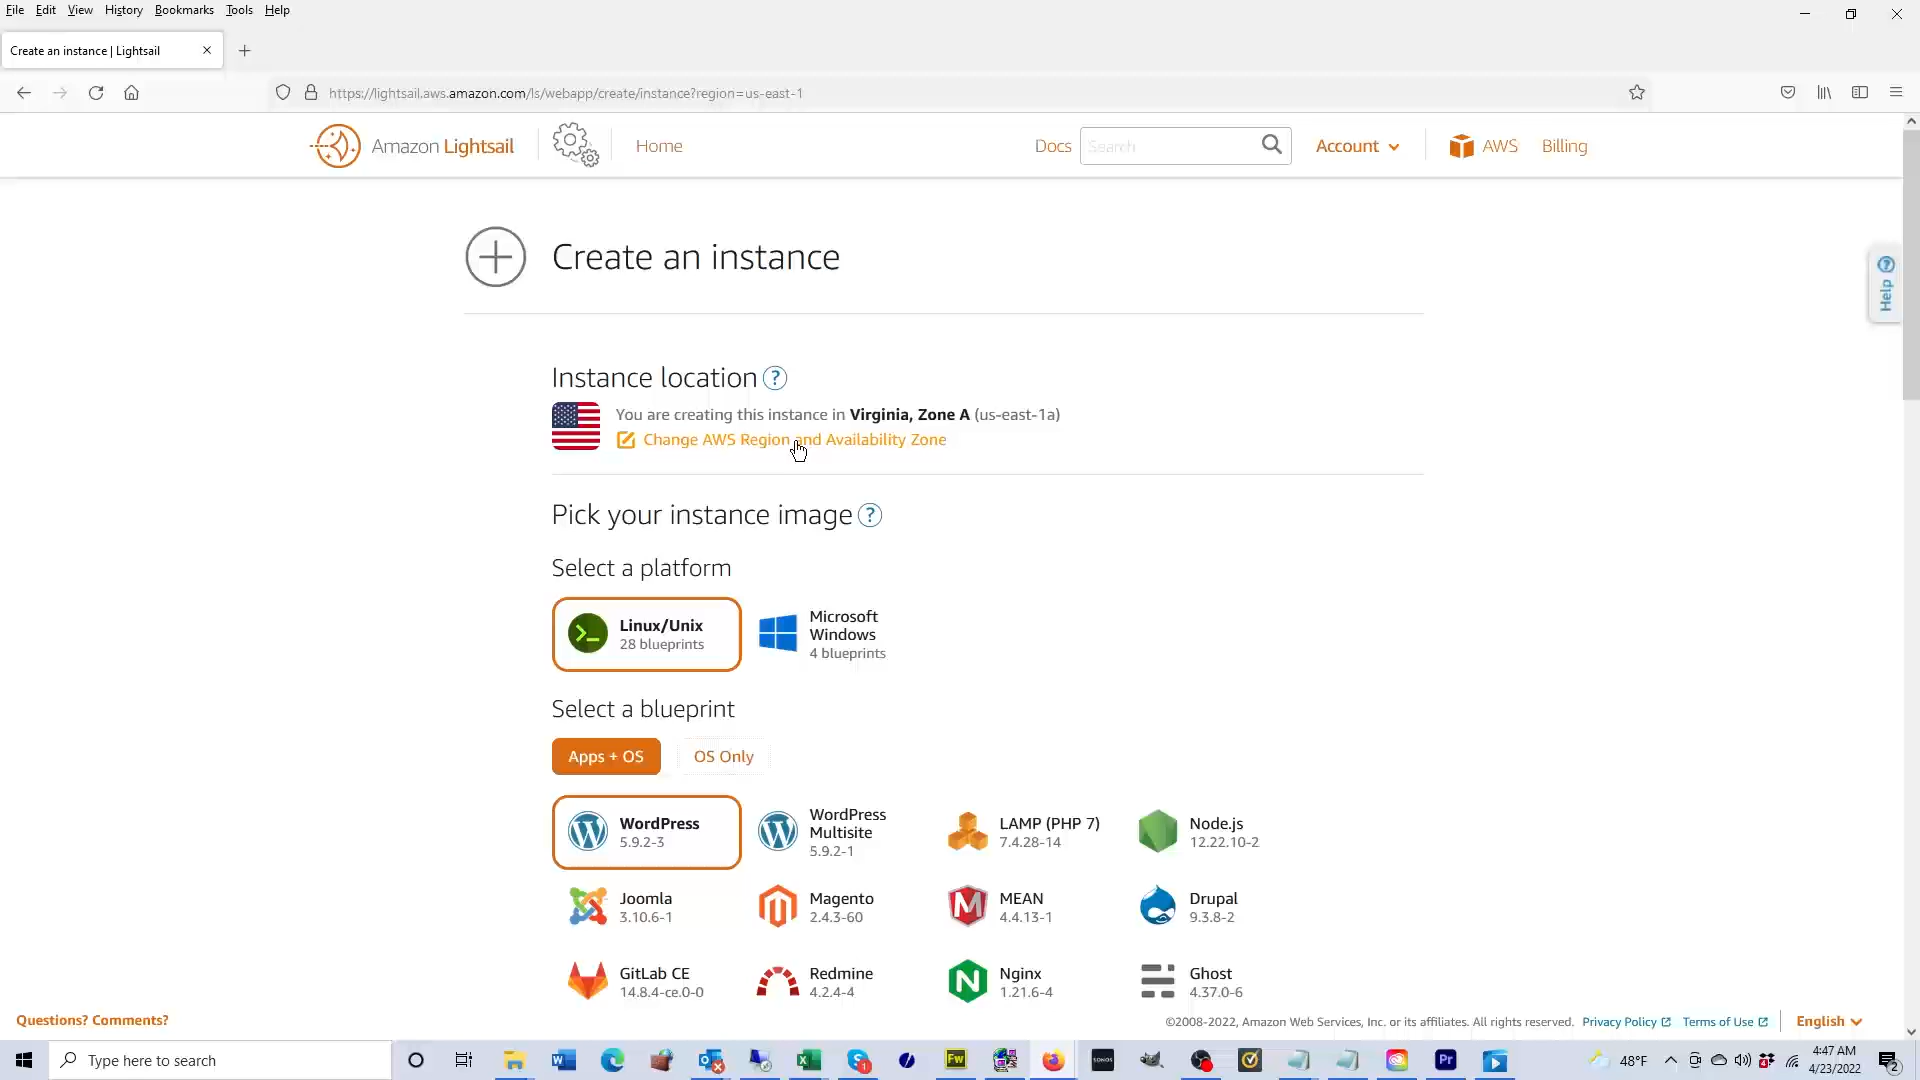 File Edit View History Bookmarks Tools Help
Create an instance | Lightsail
https://lightsail.aws.amazon.com/ls/webapp/create/instance?region=us-east-1
Amazon Lightsail
Home
Docs
Search
Account
AWS
Billing
Help
Create an instance
Instance location
You are creating this instance in Virginia, Zone A (us-east-1a)
Change AWS Region and Availability Zone
Pick your instance image
Select a platform
Linux/Unix
28 blueprints
Microsoft
Windows
4 blueprints
Select a blueprint
Apps + OS
OS Only
WordPress
5.9.2-3
WordPress
Multisite
5.9.2-1
LAMP (PHP 7)
7.4.28-14
Node.js
12.22.10-2
Joomla
3.10.6-1
Magento
2.4.3-60
MEAN
4.4.13-1
Drupal
9.3.8-2
GitLab CE
14.8.4-ce.0-0
Redmine
4.2.4-4
Nginx
1.21.6-4
Ghost
4.37.0-6
Questions? Comments?
©2008-2022, Amazon Web Services, Inc. or its affiliates. All rights reserved.
Privacy Policy
Terms of Use
English
Type here to search
Fw
SONOS
Pr
48°F
4:47 AM
4/23/2022
2